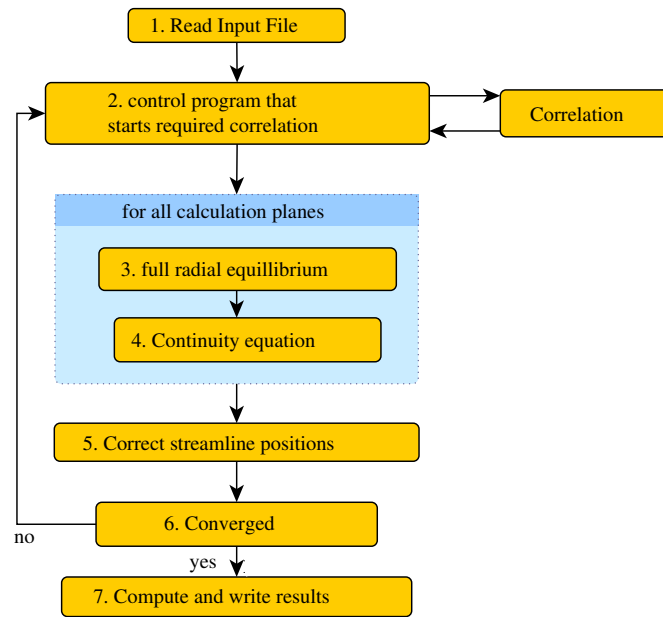 1. Read Input File
2. control program that
starts required correlation
Correlation
for all calculation planes
3. full radial equillibrium
4. Continuity equation
5. Correct streamline positions
6. Converged
no
yes
7. Compute and write results